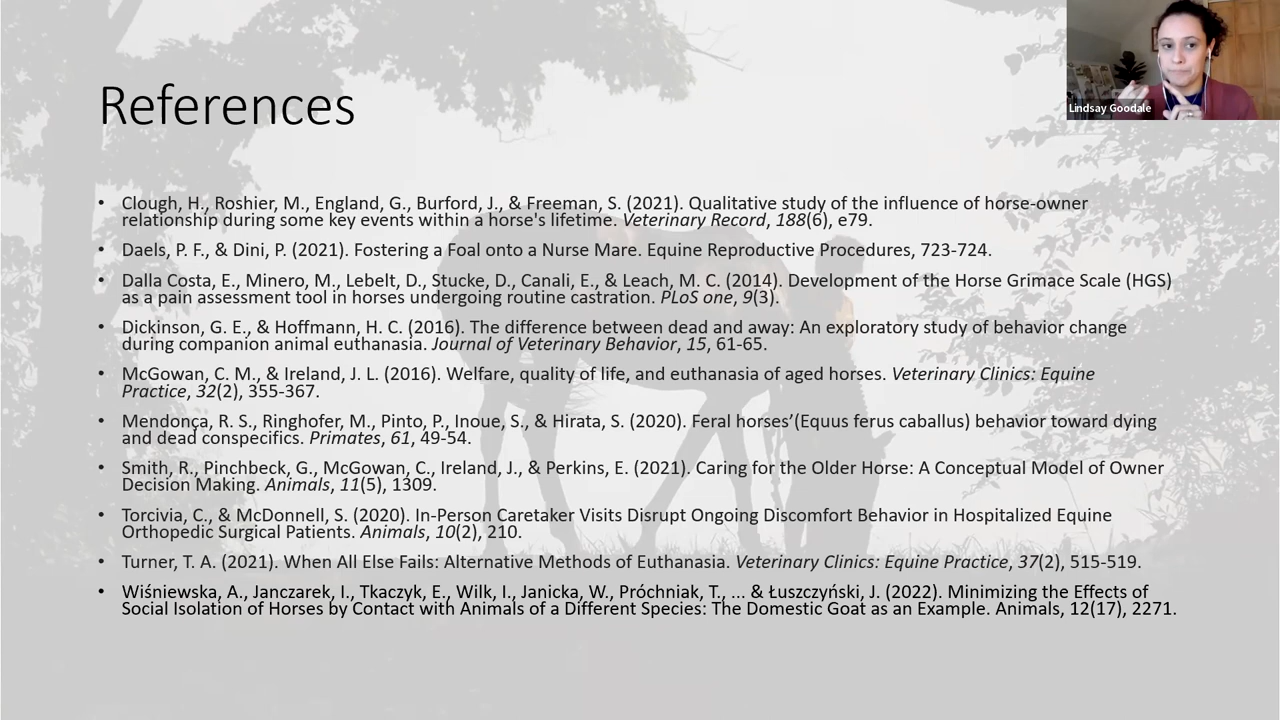 Lindsay Goodale
References
• Clough, H., Roshier, M., England, G., Burford, J., & Freeman, S. (2021). Qualitative study of the influence of horse-owner
relationship during some key events within a horse's lifetime. Veterinary Record, 188(6), e79.
• Daels, P. F., & Dini, P. (2021). Fostering a Foal onto a Nurse Mare. Equine Reproductive Procedures, 723-724.
• Dalla Costa, E., Minero, M., Lebelt, D., Stucke, D., Canali, E., & Leach, M. C. (2014). Development of the Horse Grimace Scale (HGS)
as a pain assessment tool in horses undergoing routine castration. PLoS one, 9(3).
• Dickinson, G. E., & Hoffmann, H. C. (2016). The difference between dead and away: An exploratory study of behavior change
during companion animal euthanasia. Journal of Veterinary Behavior, 15, 61-65.
• McGowan, C. M., & Ireland, J. L. (2016). Welfare, quality of life, and euthanasia of aged horses. Veterinary Clinics: Equine
Practice, 32(2), 355-367.
• Mendonça, R. S., Ringhofer, M., Pinto, P., Inoue, S., & Hirata, S. (2020). Feral horses’(Equus ferus caballus) behavior toward dying
and dead conspecifics. Primates, 61, 49-54.
• Smith, R., Pinchbeck, G., McGowan, C., Ireland, J., & Perkins, E. (2021). Caring for the Older Horse: A Conceptual Model of Owner
Decision Making. Animals, 11(5), 1309.
• Torcivia, C., & McDonnell, S. (2020). In-Person Caretaker Visits Disrupt Ongoing Discomfort Behavior in Hospitalized Equine
Orthopedic Surgical Patients. Animals, 10(2), 210.
• Turner, T. A. (2021). When All Else Fails: Alternative Methods of Euthanasia. Veterinary Clinics: Equine Practice, 37(2), 515-519.
• Wiśniewska, A., Janczarek, I., Tkaczyk, E., Wilk, I., Janicka, W., Próchniak, T., ... & Łuszczyński, J. (2022). Minimizing the Effects of
Social Isolation of Horses by Contact with Animals of a Different Species: The Domestic Goat as an Example. Animals, 12(17), 2271.